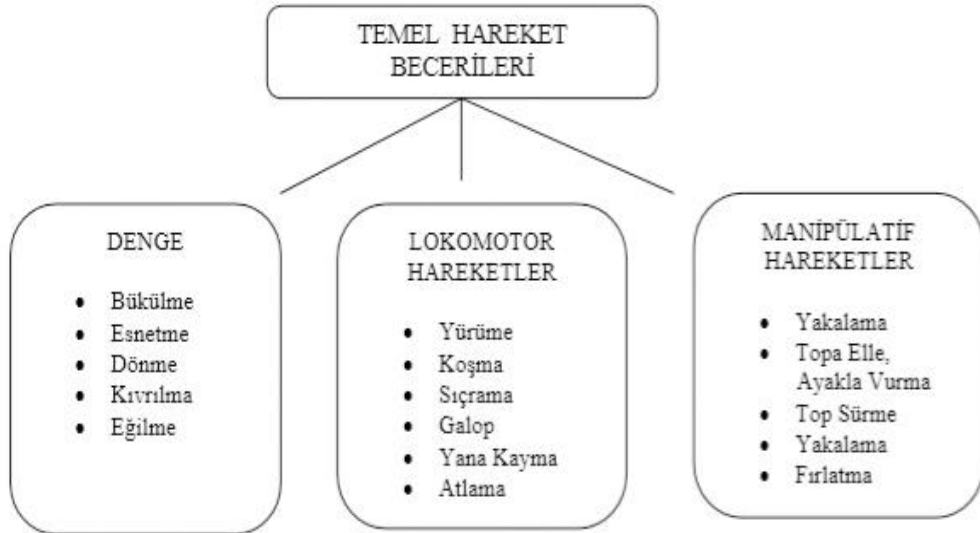 TEMEL HAREKET
BECERİLERİ
DENGE
• Bükülme
• Esnetme
• Dönme
• Kıvrılma
• Eğilme
LOKOMOTOR
HAREKETLER
• Yürüme
• Koşma
• Sıçrama
• Galop
• Yana Kayma
• Atlama
MANİPÜLATİF
HAREKETLER
• Yakalama
• Topa Elle,
Ayakla Vurma
• Top Sürme
• Yakalama
• Fırlatma